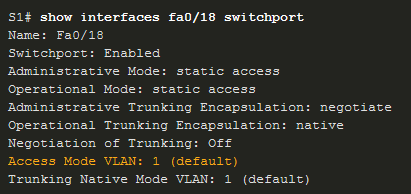 S1# show interfaces fa0/18 switchport
Name: Fa0/18
Switchport: Enabled
Administrative Mode: static access
Operational Mode: static access
Administrative Trunking Encapsulation: negotiate
Operational Trunking Encapsulation: native
Negotiation of Trunking: Off
Access Mode VLAN: 1 (default)
Trunking Native Mode VLAN: 1 (default)